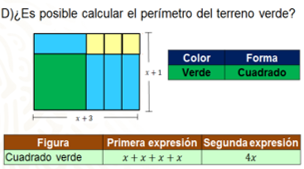 D)¿Es posible calcular el perímetro del terreno verde?
Color Forma
Verde Cuadrado
x + 1
x + 3
Figura Primera expresión Segunda expresión
Cuadrado verde x + x + x + x 4x